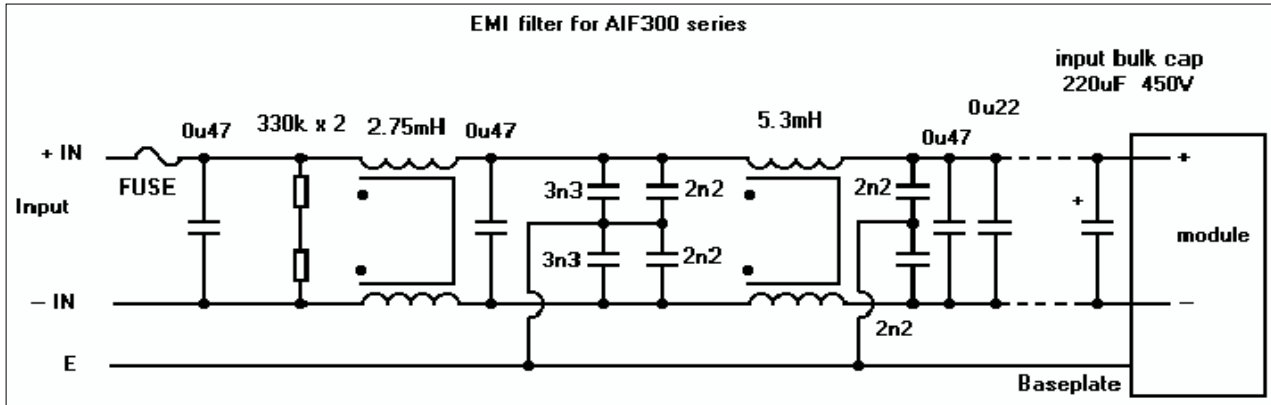 EMI filter for AIF300 series
input bulk cap
220uF 450V
0u47
330k x 2
2.75mH
0u47
5.3mH
0u22
0u47
+ IN
FUSE
Input
3n3
2n2
2n2
+
+
module
3n3
2n2
– IN
2n2
–
E
Baseplate